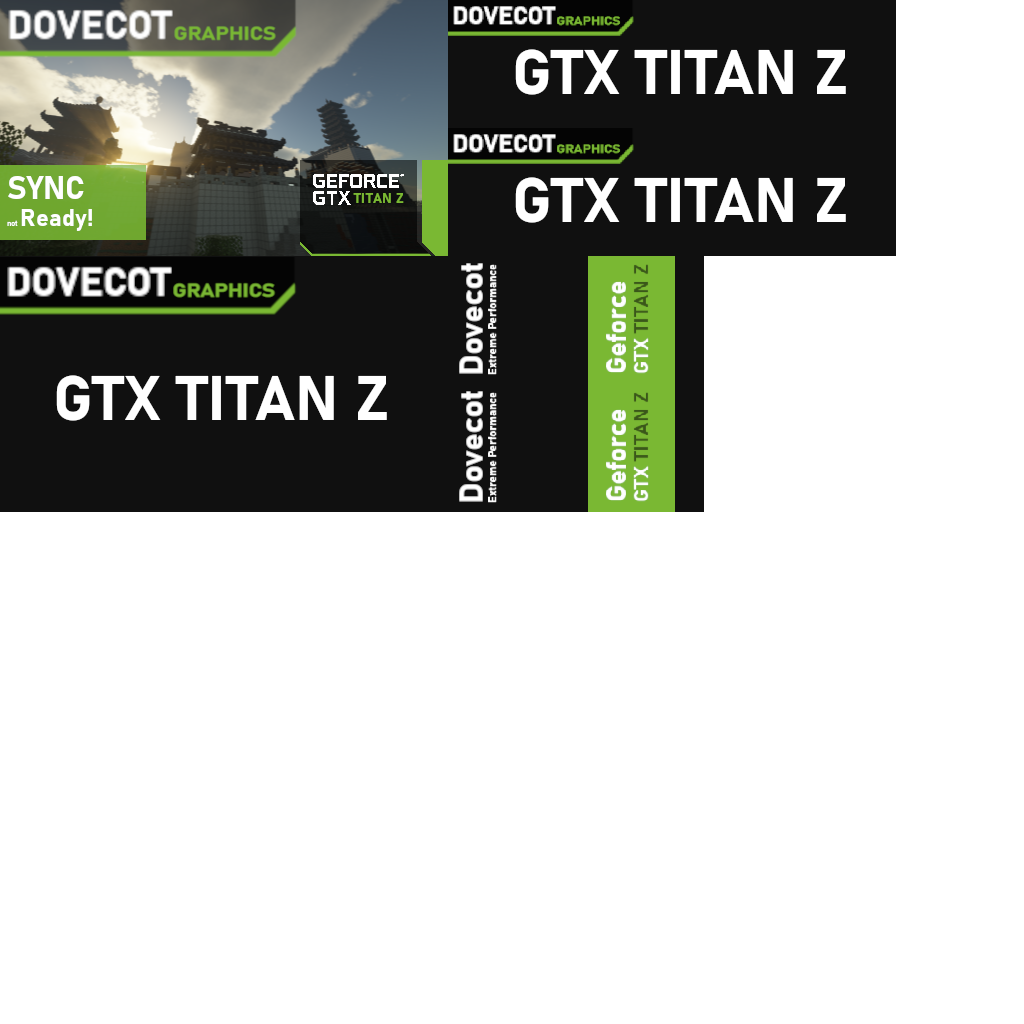 DOVECOT GRAPHICS
SYNC
not Ready!
GEFORCE™
GTX TITAN Z
DOVECOT GRAPHICS
GTX TITAN Z
DOVECOT GRAPHICS
GTX TITAN Z
DOVECOT GRAPHICS
GTX TITAN Z
Dovecot
Extreme Performance
Geforce
GTX TITAN Z
Dovecot
Extreme Performance
Geforce
GTX TITAN Z